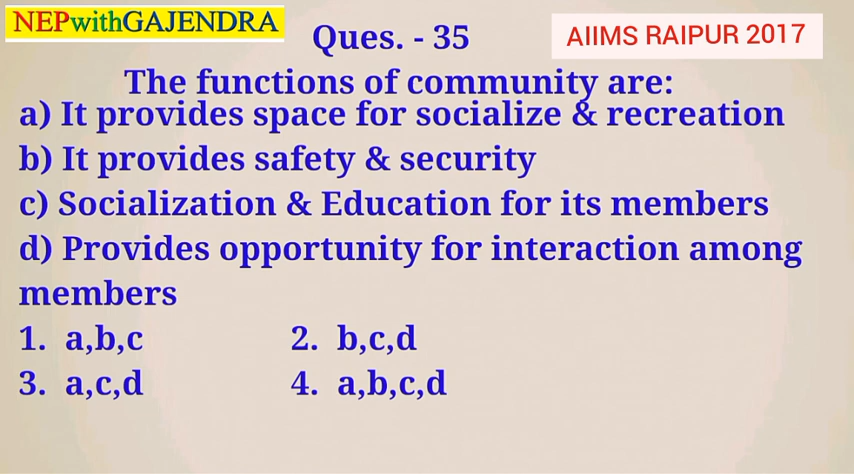 NEPwithGAJENDRA
Ques. - 35
AIIMS RAIPUR 2017
The functions of community are:
a) It provides space for socialize & recreation
b) It provides safety & security
c) Socialization & Education for its members
d) Provides opportunity for interaction among
members
1. a,b,c 2. b,c,d
3. a,c,d 4. a,b,c,d